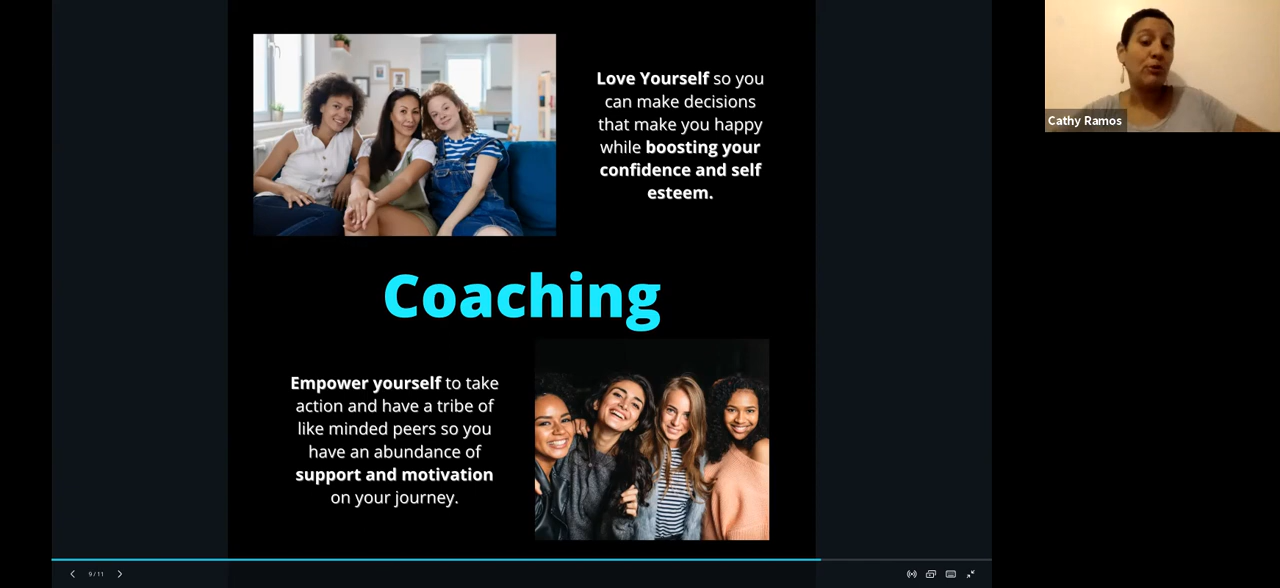 Love Yourself so you
can make decisions
that make you happy
while boosting your
confidence and self
esteem.
Cathy Ramos
Coaching
Empower yourself to take
action and have a tribe of
like minded peers so you
have an abundance of
support and motivation
on your journey.
9 / 11